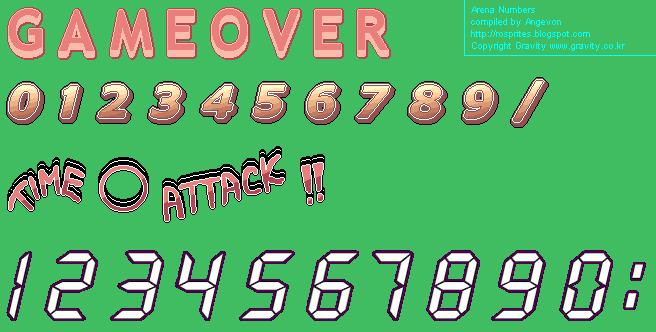 GAMEOVER
Arena Numbers
compiled by Angevon
http://rosprites.blogspot.com
Copyright Gravity www.gravity.co.kr
0123456789/
TIME ATTACK !!
1234567890: